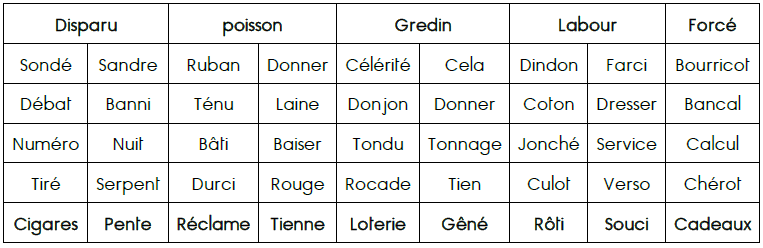 Disparu poisson Gredin Labour Forcé
Sondé Sandre Ruban Donner Célérité Cela Dindon Farci Bourricot
Débat Banni Ténu Laine Donjon Donner Coton Dresser Bancal
Numéro Nuit Bâti Baiser Tondu Tonnage Jonché Service Calcul
Tiré Serpent Durci Rouge Rocade Tien Culot Verso Chérot
Cigares Pente Réclame Tienne Loterie Gêné Rôti Souci Cadeaux